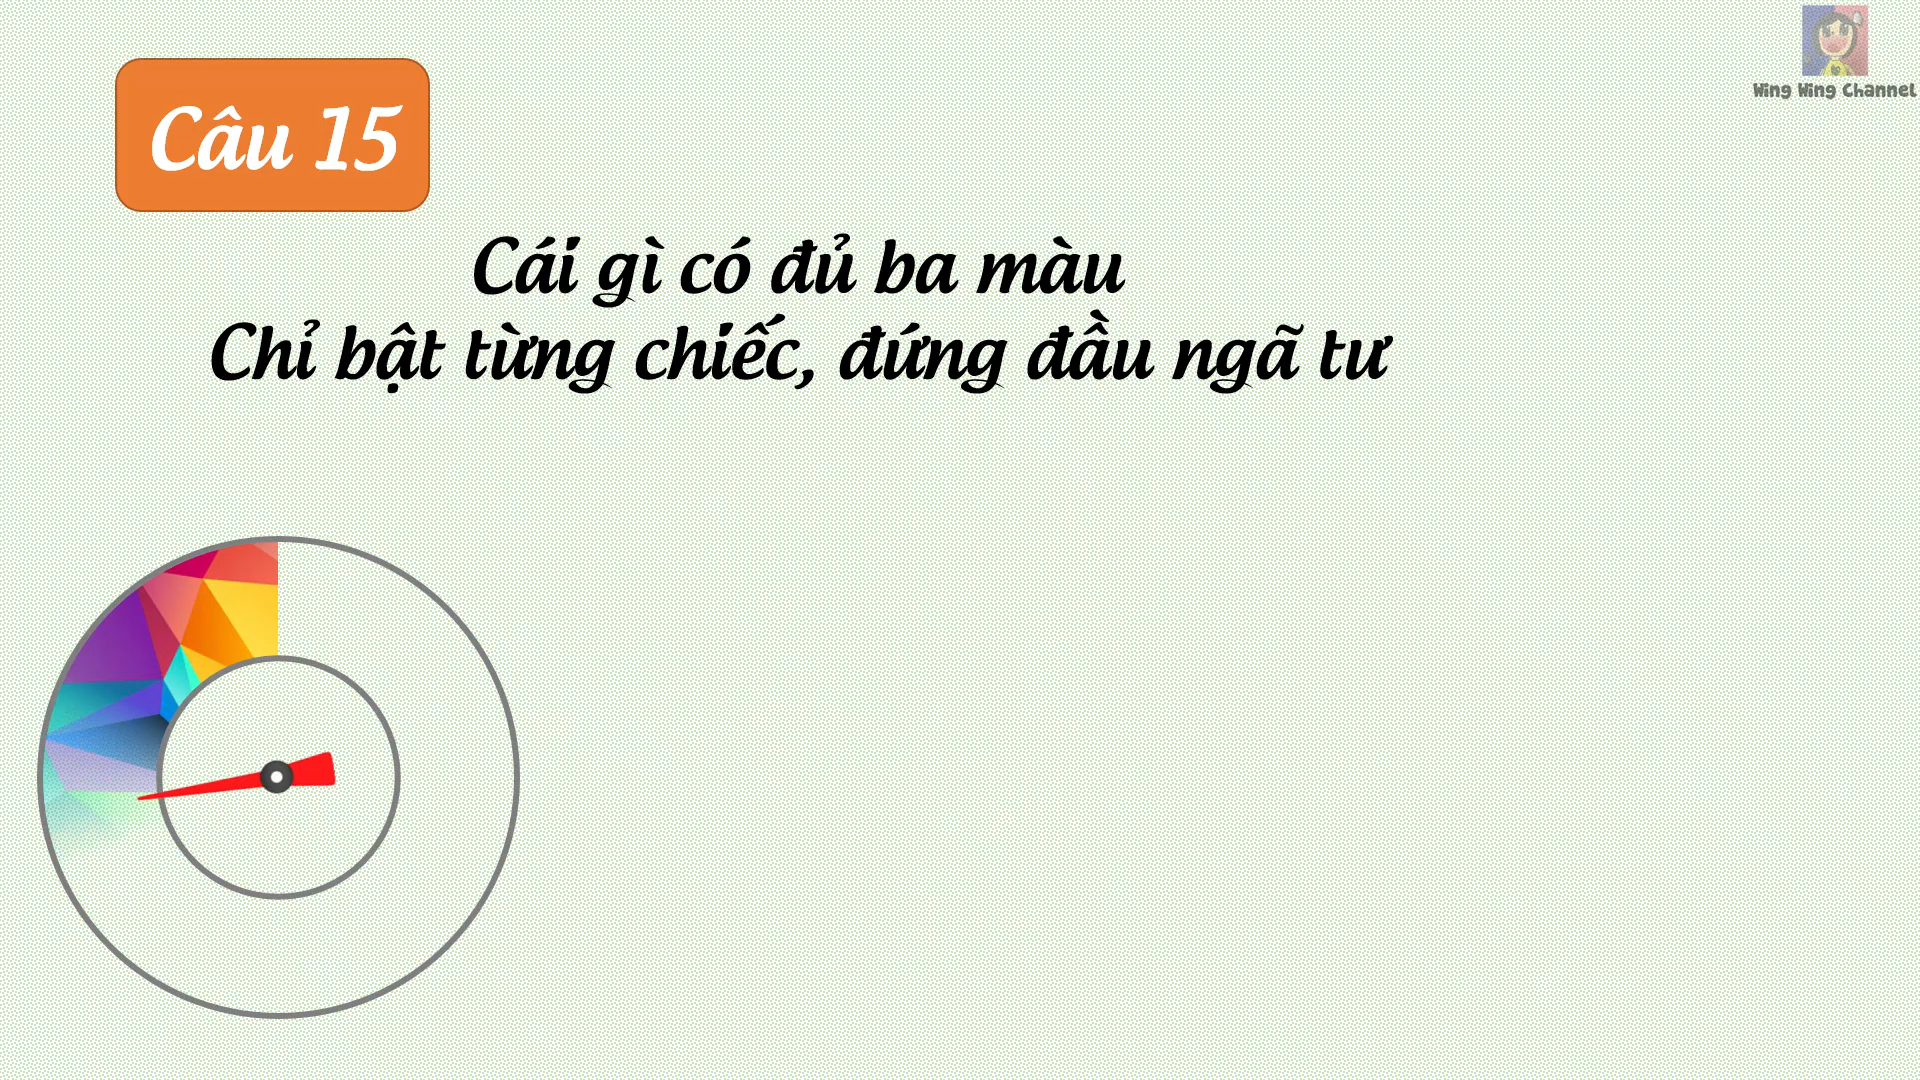 Wing Wing Channel
Câu 15
Cái gì có đủ ba màu
Chỉ bật từng chiếc, đứng đầu ngã tư